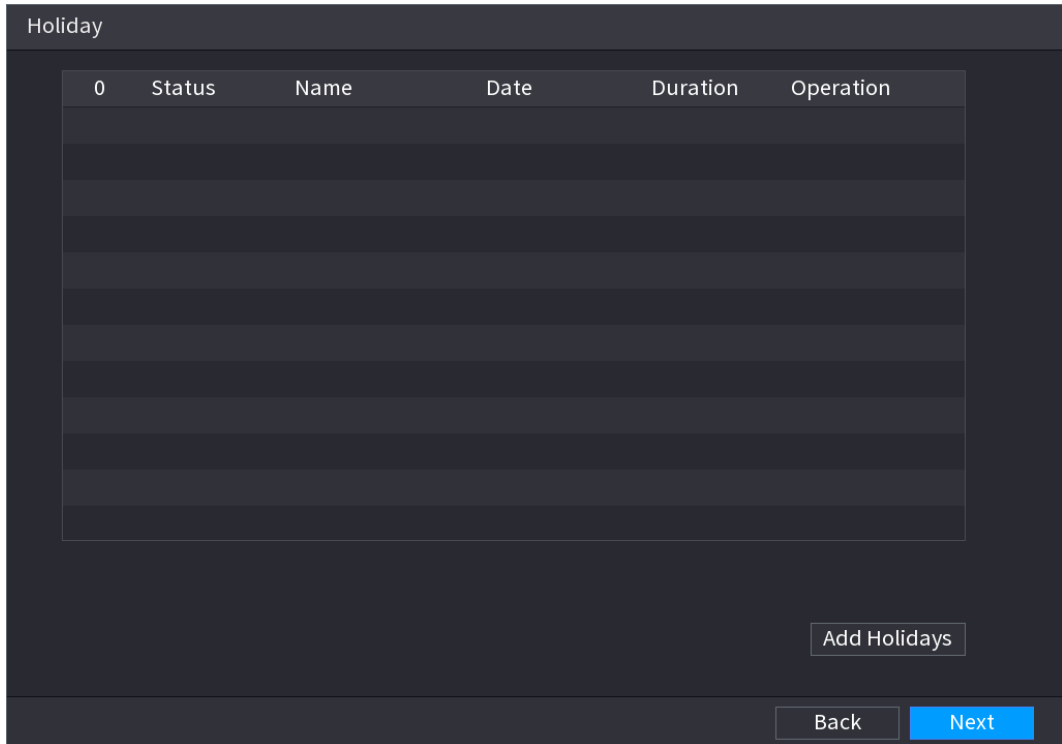 Holiday
0 Status Name Date Duration Operation
Add Holidays
Back Next